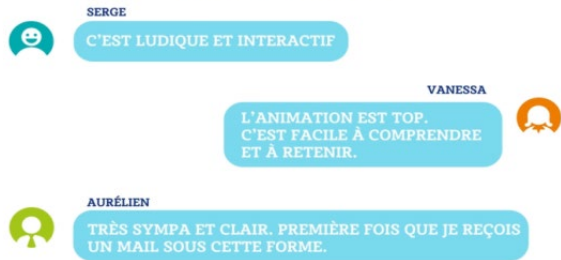 SERGE
C'EST LUDIQUE ET INTERACTIF
VANESSA
L'ANIMATION EST TOP.
C'EST FACILE À COMPRENDRE
ET À RETENIR.
AURÉLIEN
TRÈS SYMPA ET CLAIR. PREMIÈRE FOIS QUE JE REÇOIS
UN MAIL SOUS CETTE FORME.